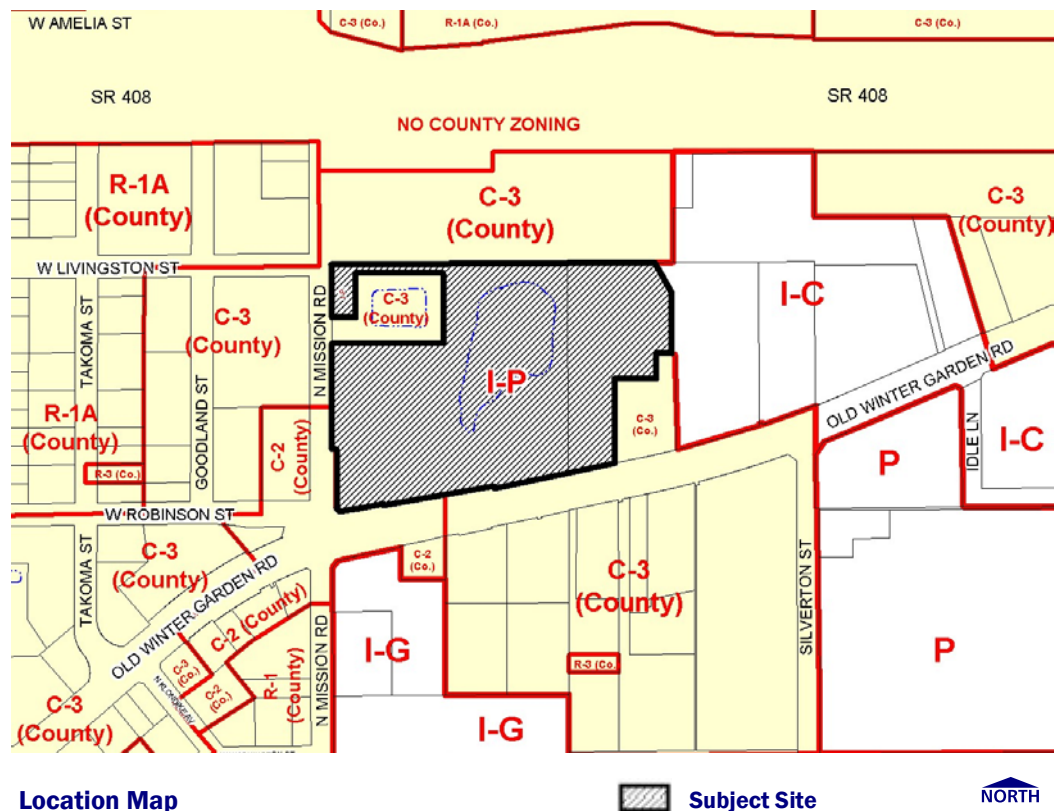 W AMELIA ST
C-3 (Co.)
R-1A (Co.)
C-3 (Co.)
SR 408
SR 408
NO COUNTY ZONING
R-1A
(County)
C-3
(County)
C-3
(County)
W LIVINGSTON ST
TAKOMA ST
C-3
(County)
GOODLAND ST
N MISSION RD
C-3
(County)
I-P
I-C
OLD WINTER GARDEN RD
R-1A
(County)
R-3 (Co.)
C-2
(County)
C-3
(Co.)
P
IDLE LN
I-C
W ROBINSON ST
TAKOMA ST
C-3
(County)
OLD WINTER GARDEN RD
C-2
(Co.)
C-3
(County)
SILVERTON ST
C-2 (County)
N MISSION RD
I-G
R-3 (Co.)
P
C-3
(Co.)
C-2
(Co.)
R-1
(County)
C-3
(County)
I-G
Location Map
Subject Site
NORTH